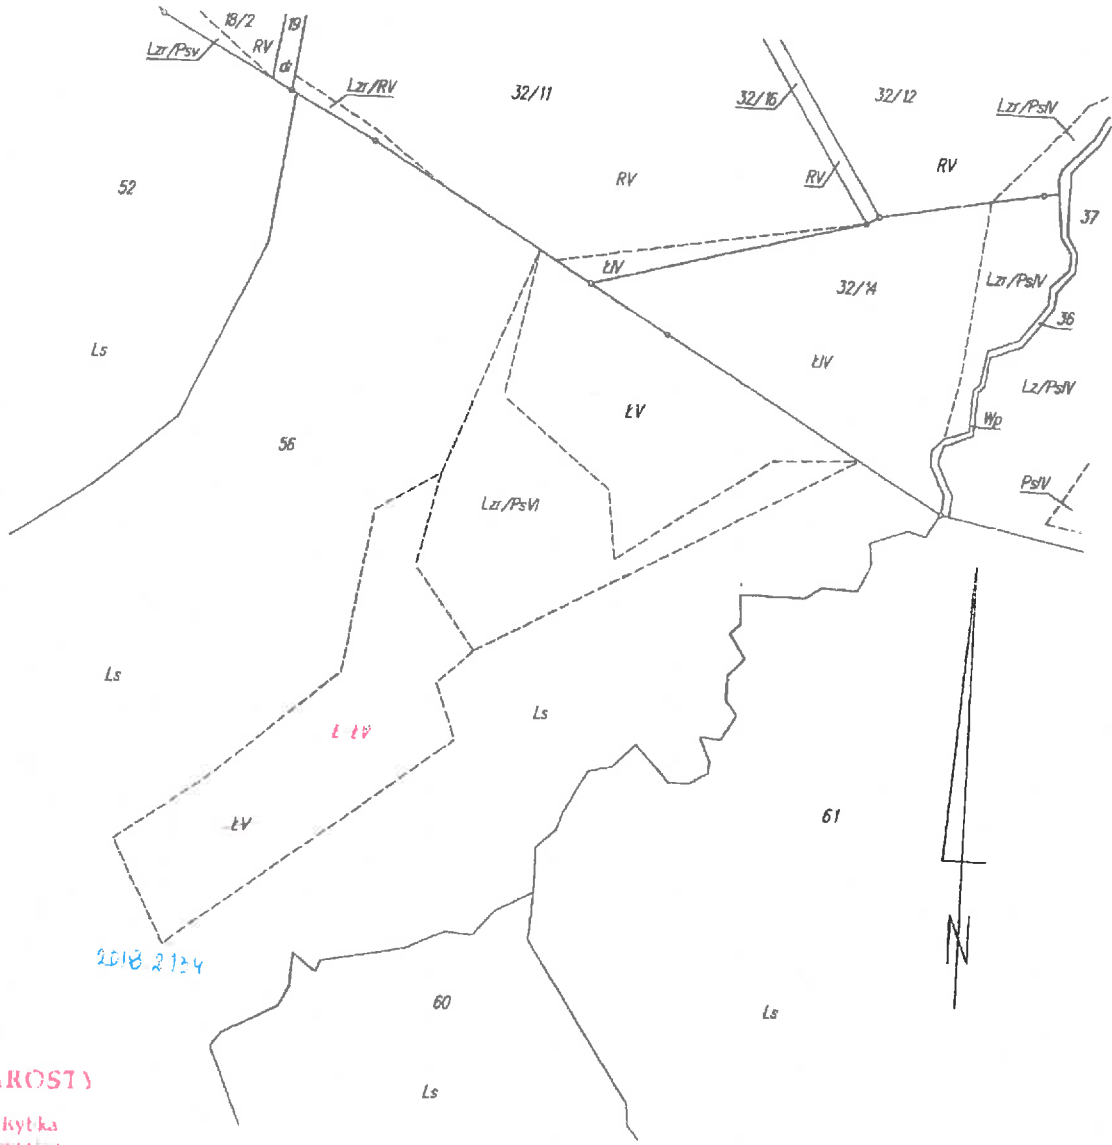 18/2
19
Lzr/PsV
RV
dr
Lzr/RV
32/11
32/16
32/12
Lzr/PsIV
52
RV
RV
RV
37
ŁIV
32/14
Lzr/PsIV
36
Ls
ŁIV
Lz/PsIV
56
ŁV
Wp
Lzr/PsVI
PsIV
Ls
Ls
Ł ŁV
ŁV
61
2018.2134
N
60
Ls
Ls